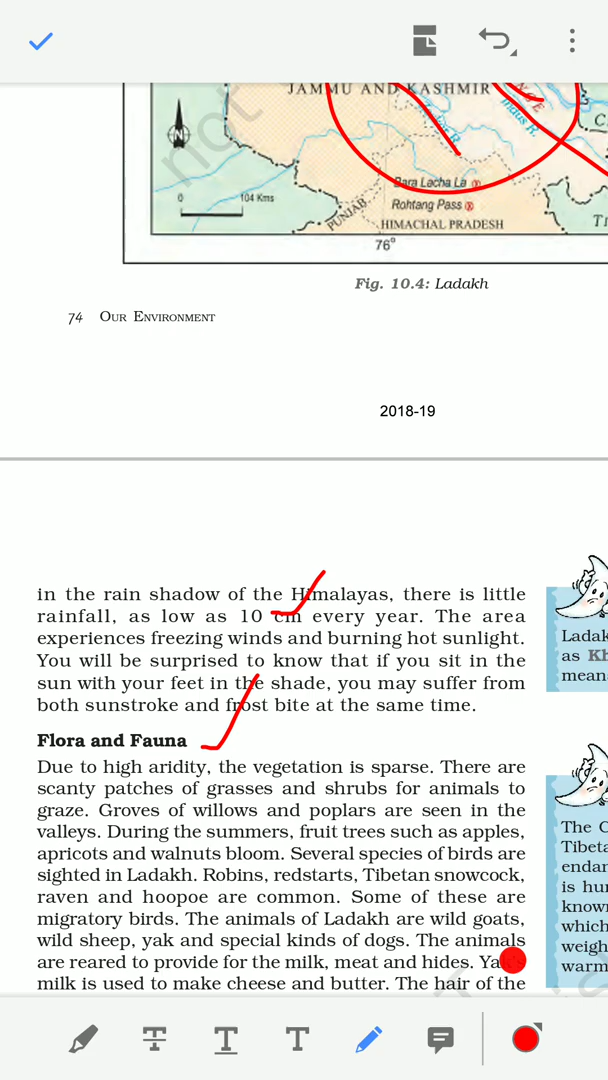 not
JAMMU AND KASHMIR
N
0 104 Kms
PUNJAB
Bara Lacha La
Rohtang Pass
HIMACHAL PRADESH
76°
Fig. 10.4: Ladakh
74 OUR ENVIRONMENT
2018-19
in the rain shadow of the Himalayas, there is little
rainfall, as low as 10 cm every year. The area
experiences freezing winds and burning hot sunlight.
You will be surprised to know that if you sit in the
sun with your feet in the shade, you may suffer from
both sunstroke and frost bite at the same time.
Flora and Fauna
Due to high aridity, the vegetation is sparse. There are
scanty patches of grasses and shrubs for animals to
graze. Groves of willows and poplars are seen in the
valleys. During the summers, fruit trees such as apples,
apricots and walnuts bloom. Several species of birds are
sighted in Ladakh. Robins, redstarts, Tibetan snowcock,
raven and hoopoe are common. Some of these are
migratory birds. The animals of Ladakh are wild goats,
wild sheep, yak and special kinds of dogs. The animals
are reared to provide for the milk, meat and hides. Yak's
milk is used to make cheese and butter. The hair of the
Ladak
as Kh
mean
The C
Tibeta
endan
is hun
known
which
weigh
warm
T T T